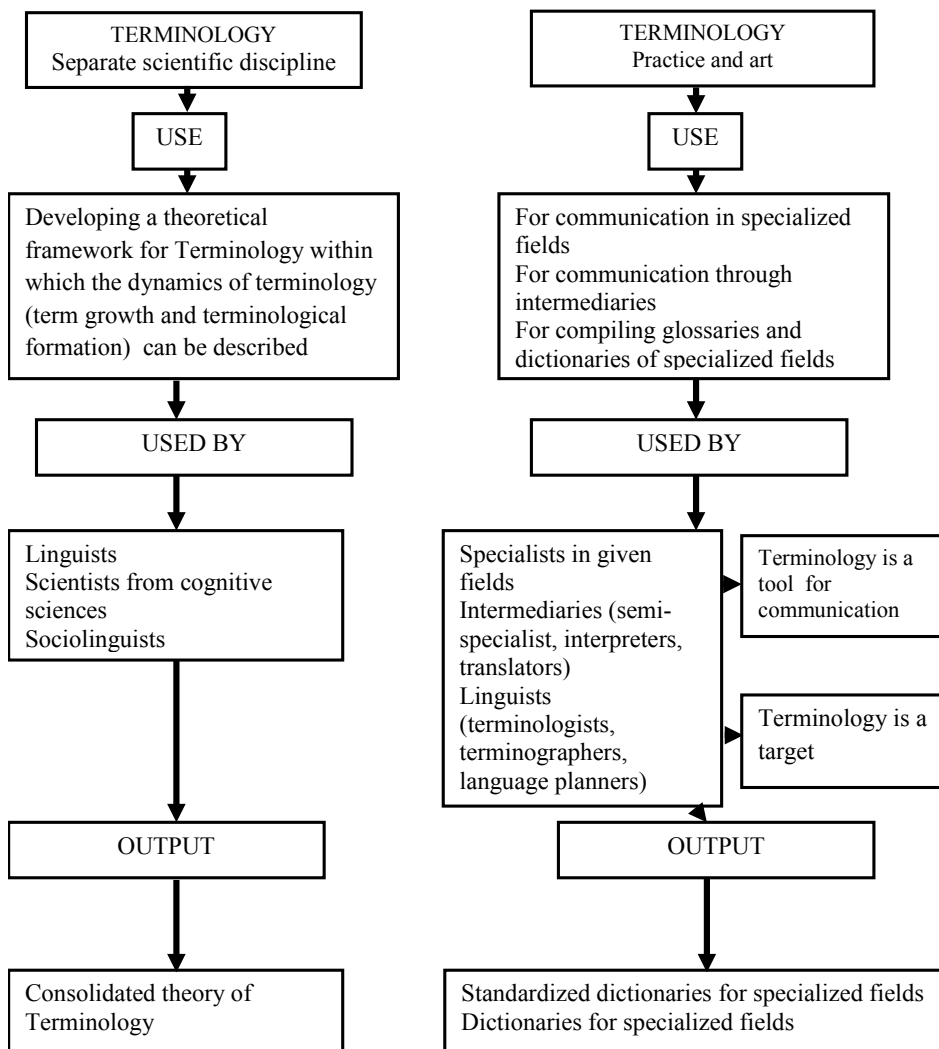 TERMINOLOGY
Separate scientific discipline
USE
Developing a theoretical
framework for Terminology within
which the dynamics of terminology
(term growth and terminological
formation) can be described
USED BY
Linguists
Scientists from cognitive
sciences
Sociolinguists
OUTPUT
Consolidated theory of
Terminology
TERMINOLOGY
Practice and art
USE
For communication in specialized
fields
For communication through
intermediaries
For compiling glossaries and
dictionaries of specialized fields
USED BY
Specialists in given
fields
Intermediaries (semi-
specialist, interpreters,
translators)
Linguists
(terminologists,
terminographers,
language planners)
Terminology is a
tool for
communication
Terminology is a
target
OUTPUT
Standardized dictionaries for specialized fields
Dictionaries for specialized fields